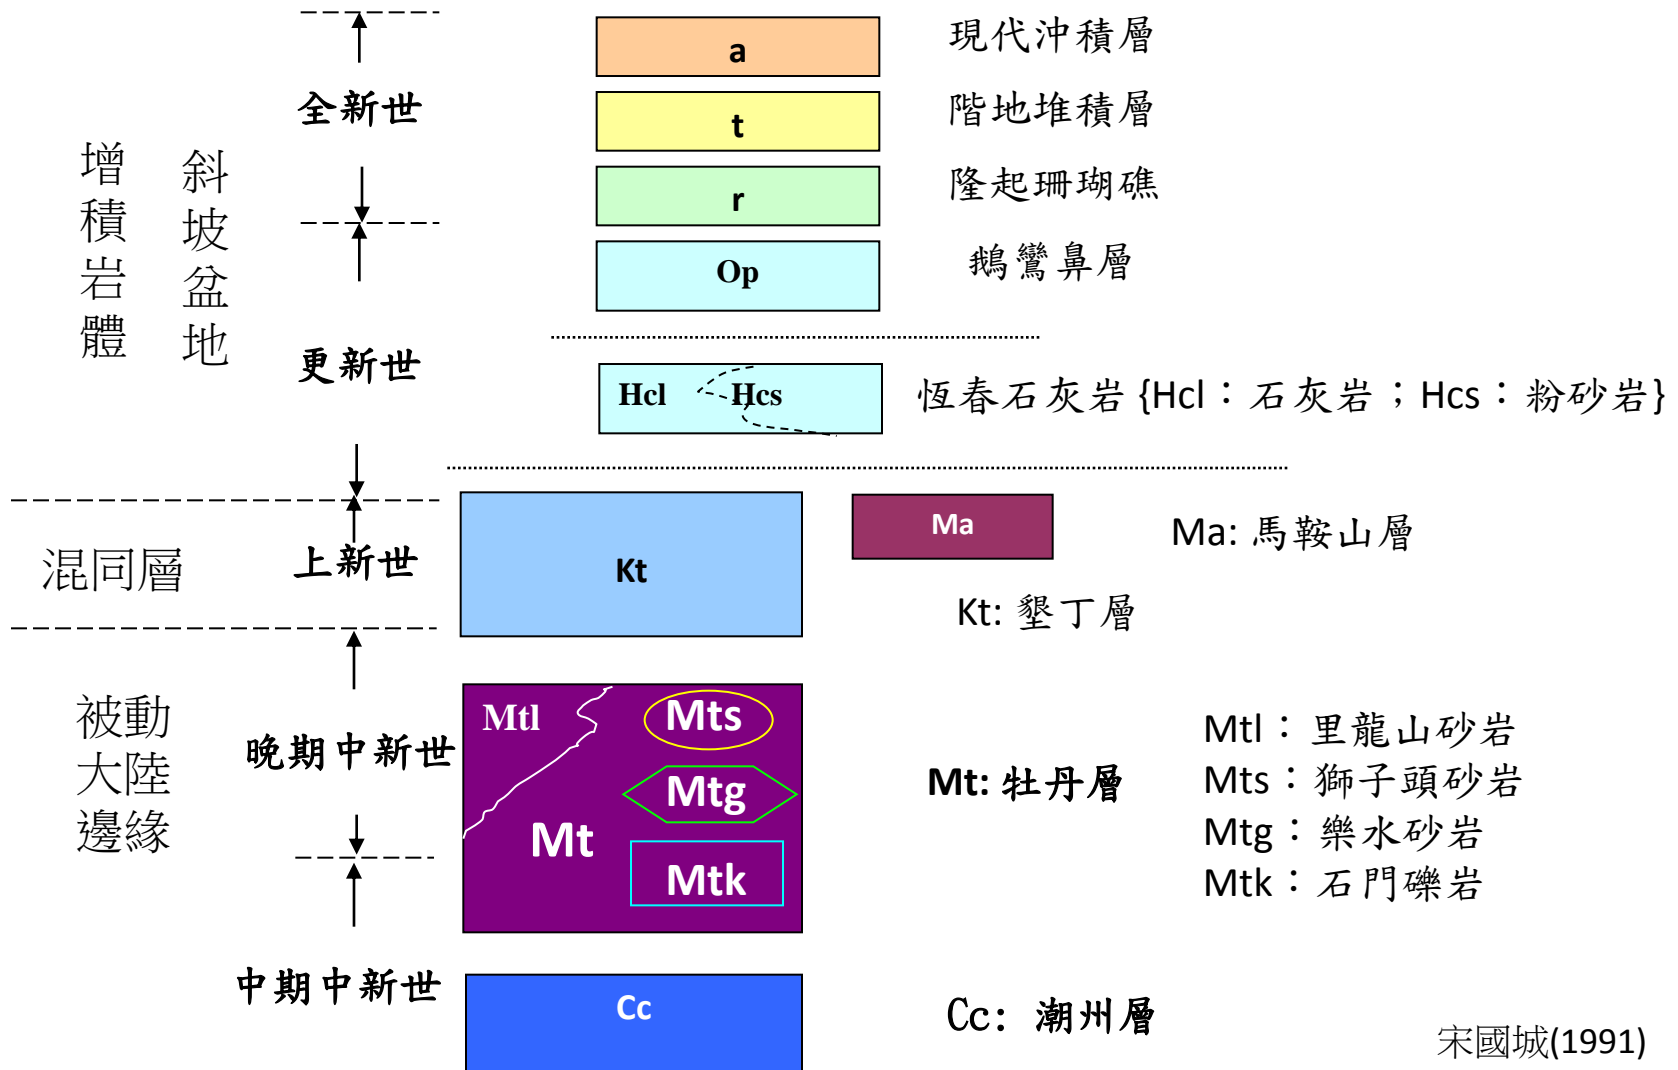 a
現代沖積層
全新世
t
階地堆積層
r
隆起珊瑚礁
增積岩體
斜坡盆地
Op
鵝鑾鼻層
更新世
Hcl
Hcs
恆春石灰岩 {Hcl：石灰岩；Hcs：粉砂岩}
混同層
上新世
Kt
Ma
Ma: 馬鞍山層
Kt: 墾丁層
被動
大陸
邊緣
晚期中新世
Mtl
Mts
Mtg
Mt
Mtk
Mt: 牡丹層
Mtl：里龍山砂岩
Mts：獅子頭砂岩
Mtg：樂水砂岩
Mtk：石門礫岩
中期中新世
Cc
Cc: 潮州層
宋國城(1991)